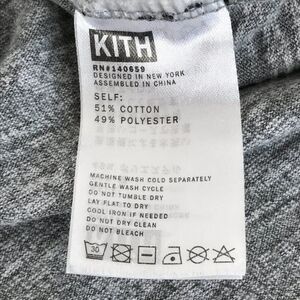 KITH
RN#140659
DESIGNED IN NEW YORK
ASSEMBLED IN CHINA
SELF:
51% COTTON
49% POLYESTER
MACHINE WASH COLD SEPARATELY
GENTLE WASH CYCLE
DO NOT TUMBLE DRY
LAY FLAT TO DRY
COOL IRON IF NEEDED
DO NOT DRY CLEAN
DO NOT BLEACH
30